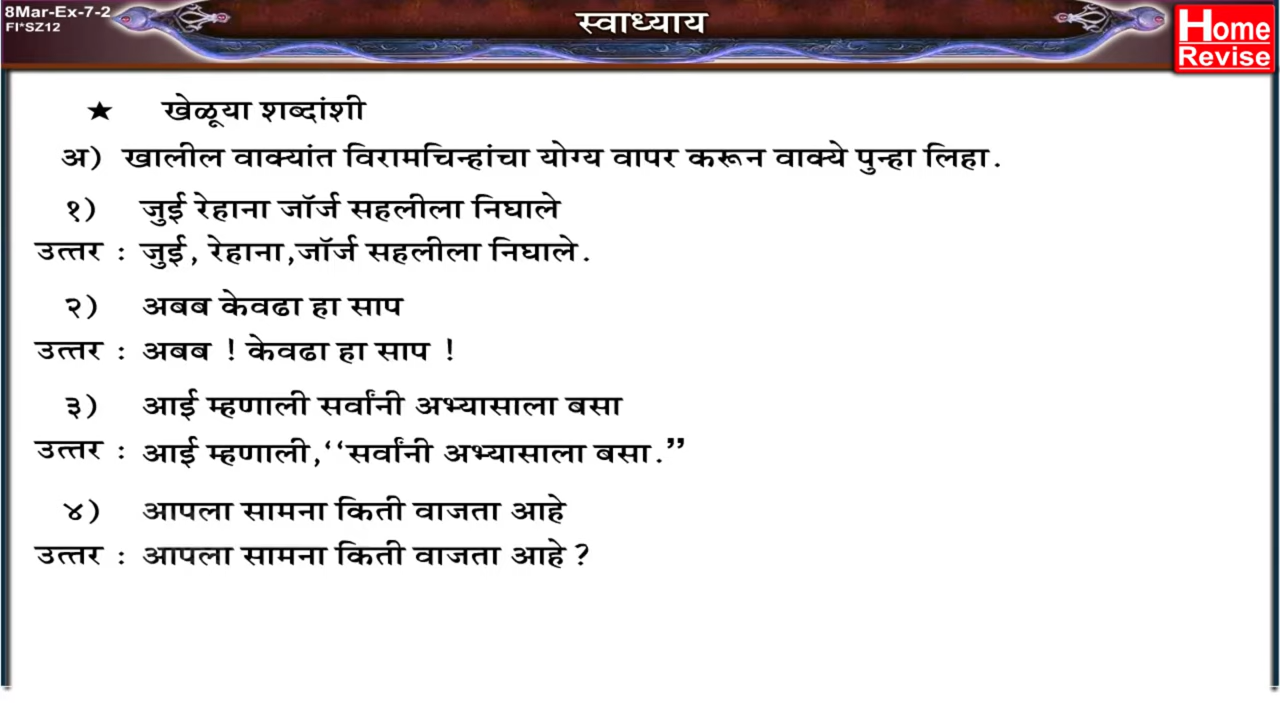 8Mar-Ex-7-2
FI*SZ12
स्वाध्याय
Home
Revise
★ खेळूया शब्दांशी
अ) खालील वाक्यांत विरामचिन्हांचा योग्य वापर करून वाक्ये पुन्हा लिहा.
१) जुई रेहाना जॉर्ज सहलीला निघाले
उत्तर : जुई, रेहाना,जॉर्ज सहलीला निघाले.
२) अबब केवढा हा साप
उत्तर : अबब ! केवढा हा साप !
३) आई म्हणाली सर्वांनी अभ्यासाला बसा
उत्तर : आई म्हणाली,‘‘सर्वांनी अभ्यासाला बसा.’’
४) आपला सामना किती वाजता आहे
उत्तर : आपला सामना किती वाजता आहे ?